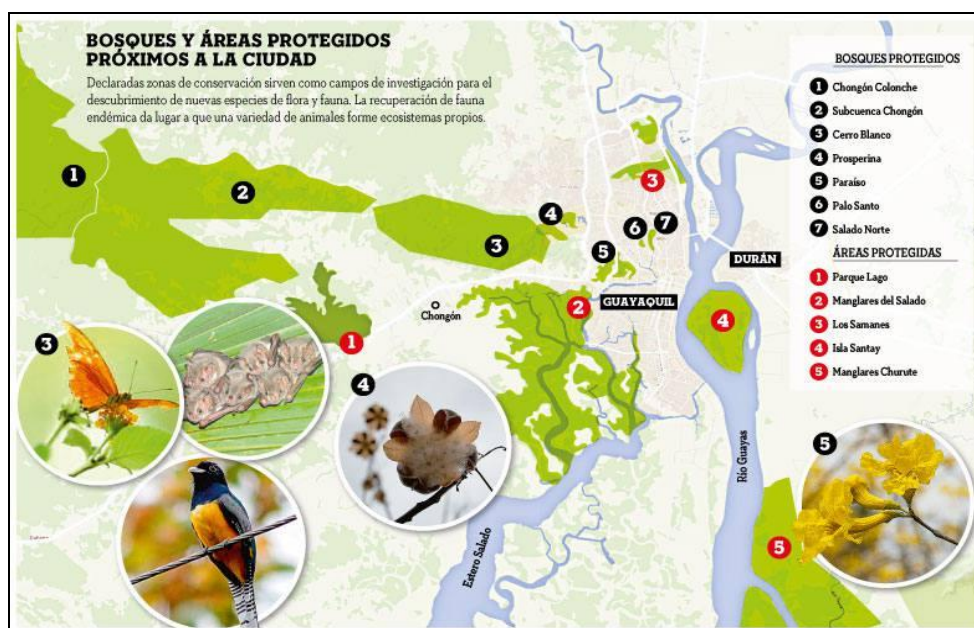 BOSQUES Y ÁREAS PROTEGIDOS
PRÓXIMOS A LA CIUDAD
Declaradas zonas de conservación sirven como campos de investigación para el
descubrimiento de nuevas especies de flora y fauna. La recuperación de fauna
endémica da lugar a que una variedad de animales forme ecosistemas propios.
BOSQUES PROTEGIDOS
1 Chongón Colonche
2 Subcuenca Chongón
3 Cerro Blanco
4 Prosperina
5 Paraíso
6 Palo Santo
7 Salado Norte
ÁREAS PROTEGIDAS
1 Parque Lago
2 Manglares del Salado
3 Los Samanes
4 Isla Santay
5 Manglares Churute
1
2
3
4
5
6
7
3
DURÁN
GUAYAQUIL
2
4
Chongón
1
3
4
5
5
Río Guayas
Estero Salado